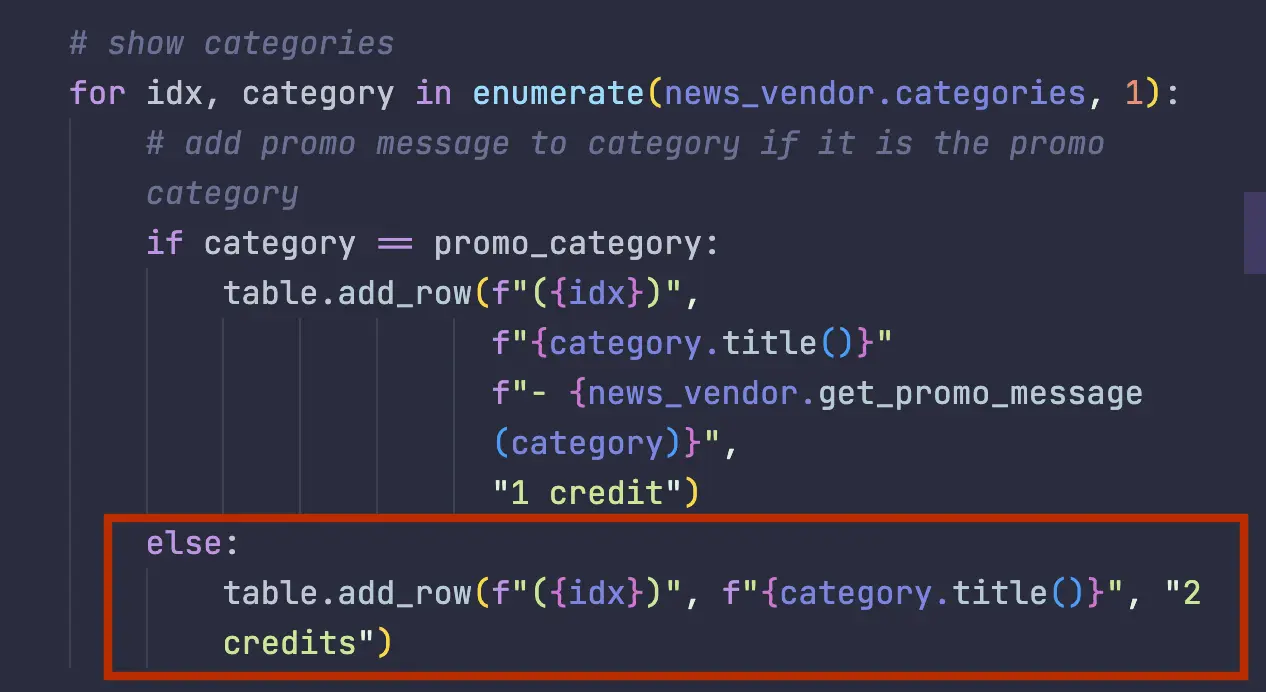 # show categories
for idx, category in enumerate(news_vendor.categories, 1):
# add promo message to category if it is the promo
category
if category == promo_category:
table.add_row(f"({idx})",
f"{category.title()}"
f"- {news_vendor.get_promo_message
(category)}",
"1 credit")
else:
table.add_row(f"({idx})", f"{category.title()}", "2
credits")